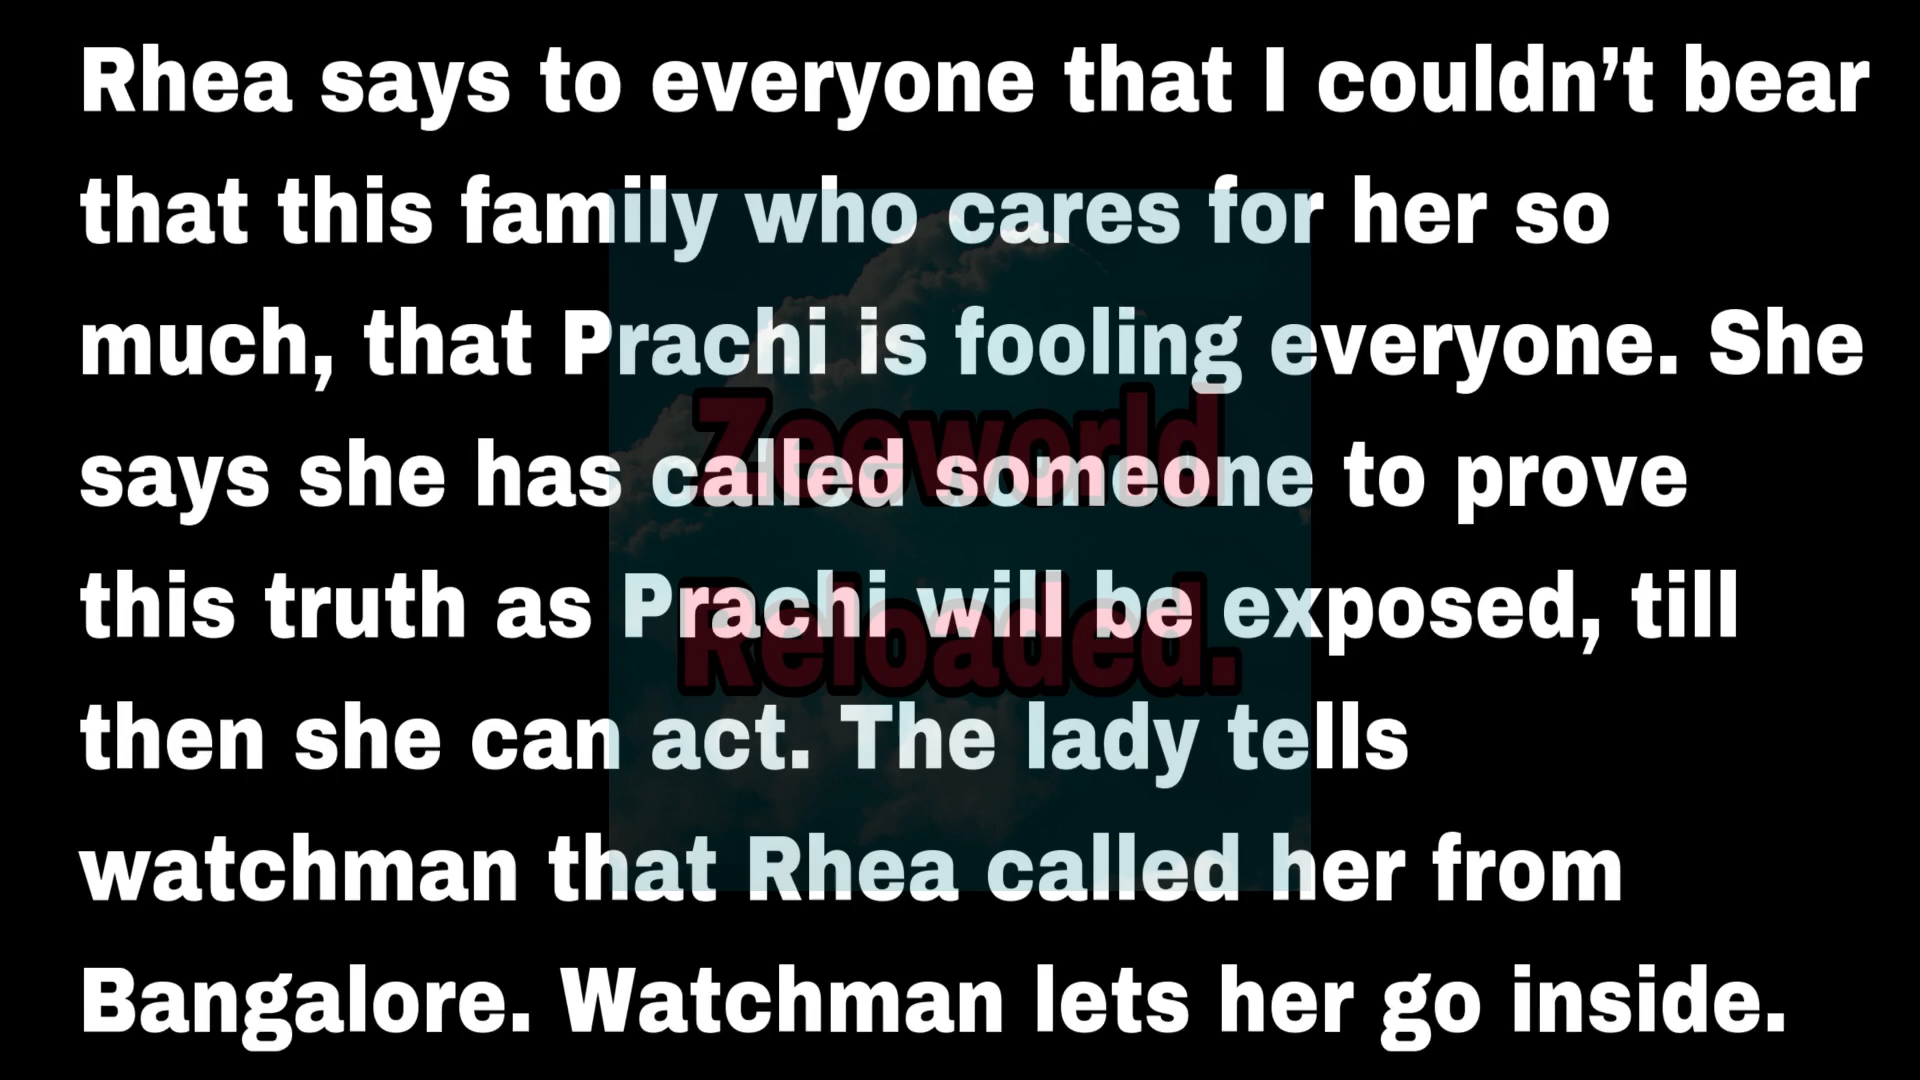 Rhea says to everyone that I couldn’t bear
that this family who cares for her so
much, that Prachi is fooling everyone. She
says she has called someone to prove
this truth as Prachi will be exposed, till
then she can act. The lady tells
watchman that Rhea called her from
Bangalore. Watchman lets her go inside.
Zeeworld
Reloaded.